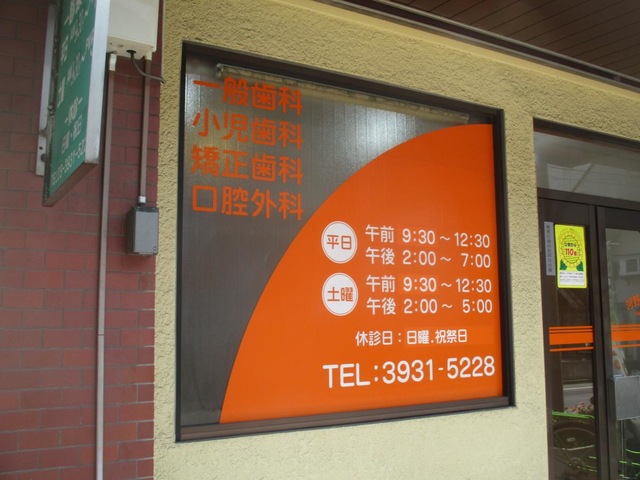 一般歯科
小児歯科
矯正歯科
口腔外科
平日 午前 9:30～12:30
午後 2:00～ 7:00
土曜 午前 9:30～12:30
午後 2:00～ 5:00
休診日:日曜.祝祭日
TEL:3931-5228
110